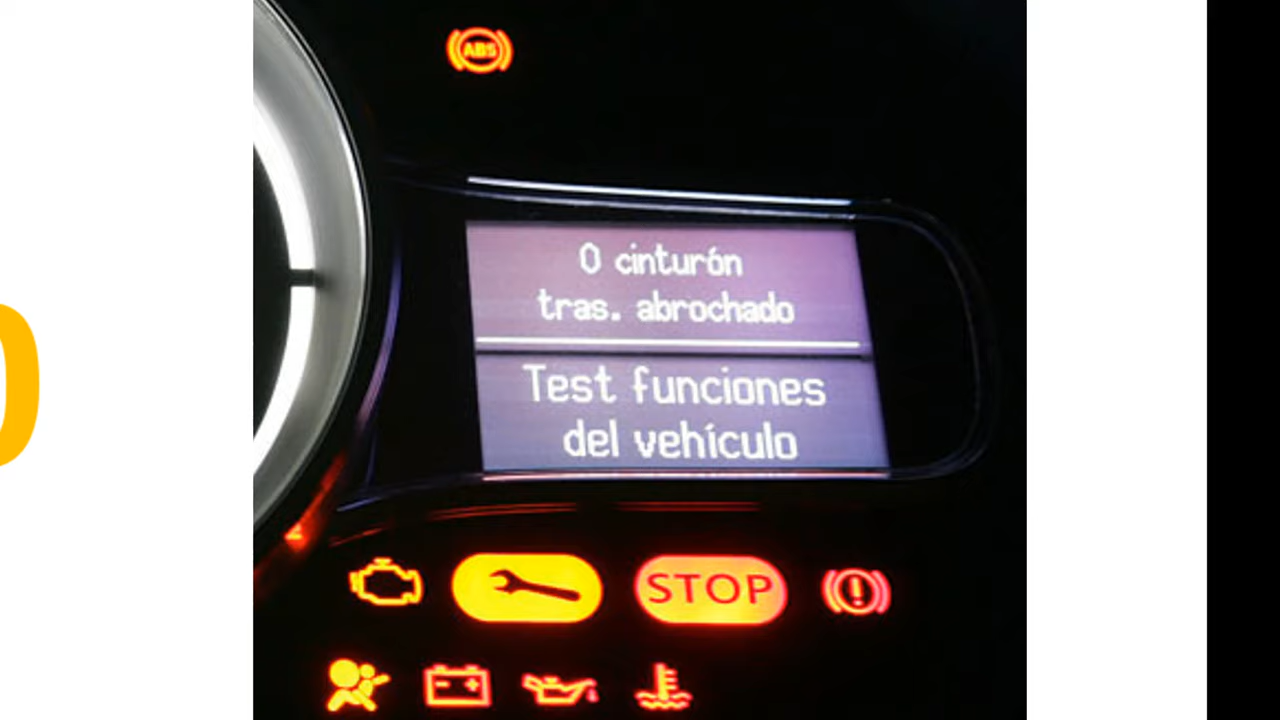 ABS
0 cinturón
tras. abrochado
Test funciones
del vehículo
STOP